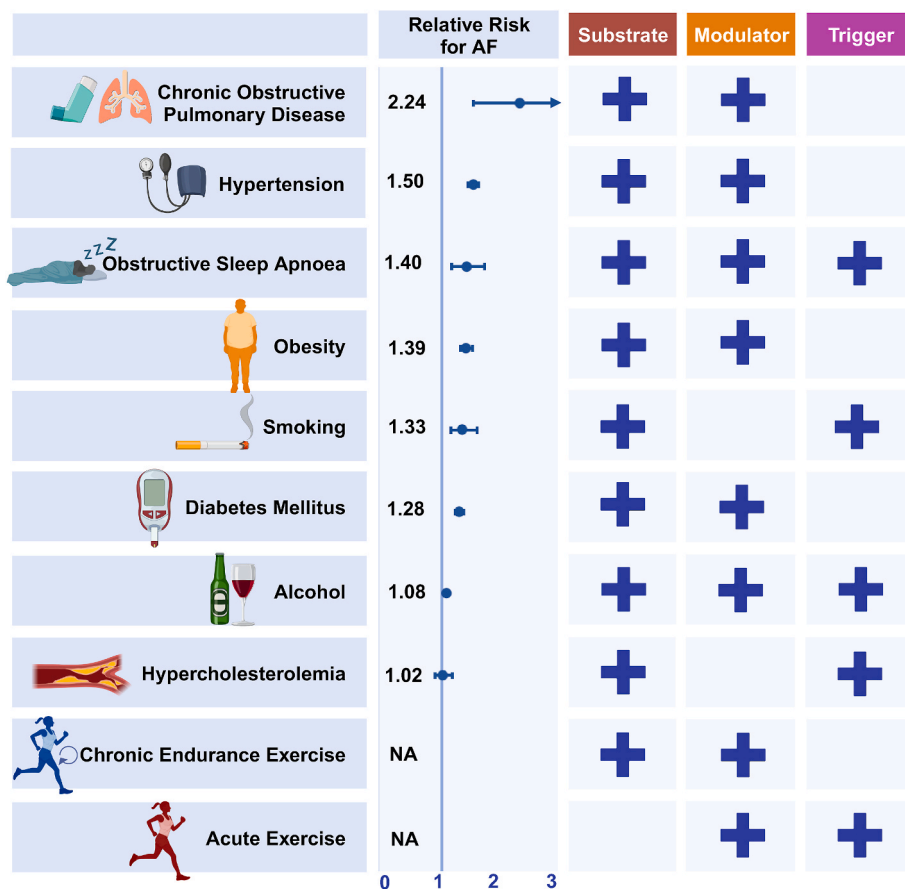 Relative Risk
for AF
Substrate
Modulator
Trigger
Chronic Obstructive
Pulmonary Disease
2.24
Hypertension
1.50
zzZ
Obstructive Sleep Apnoea
1.40
Obesity
1.39
Smoking
1.33
Diabetes Mellitus
1.28
Alcohol
1.08
Hypercholesterolemia
1.02
Chronic Endurance Exercise
NA
Acute Exercise
NA
0 1 2 3